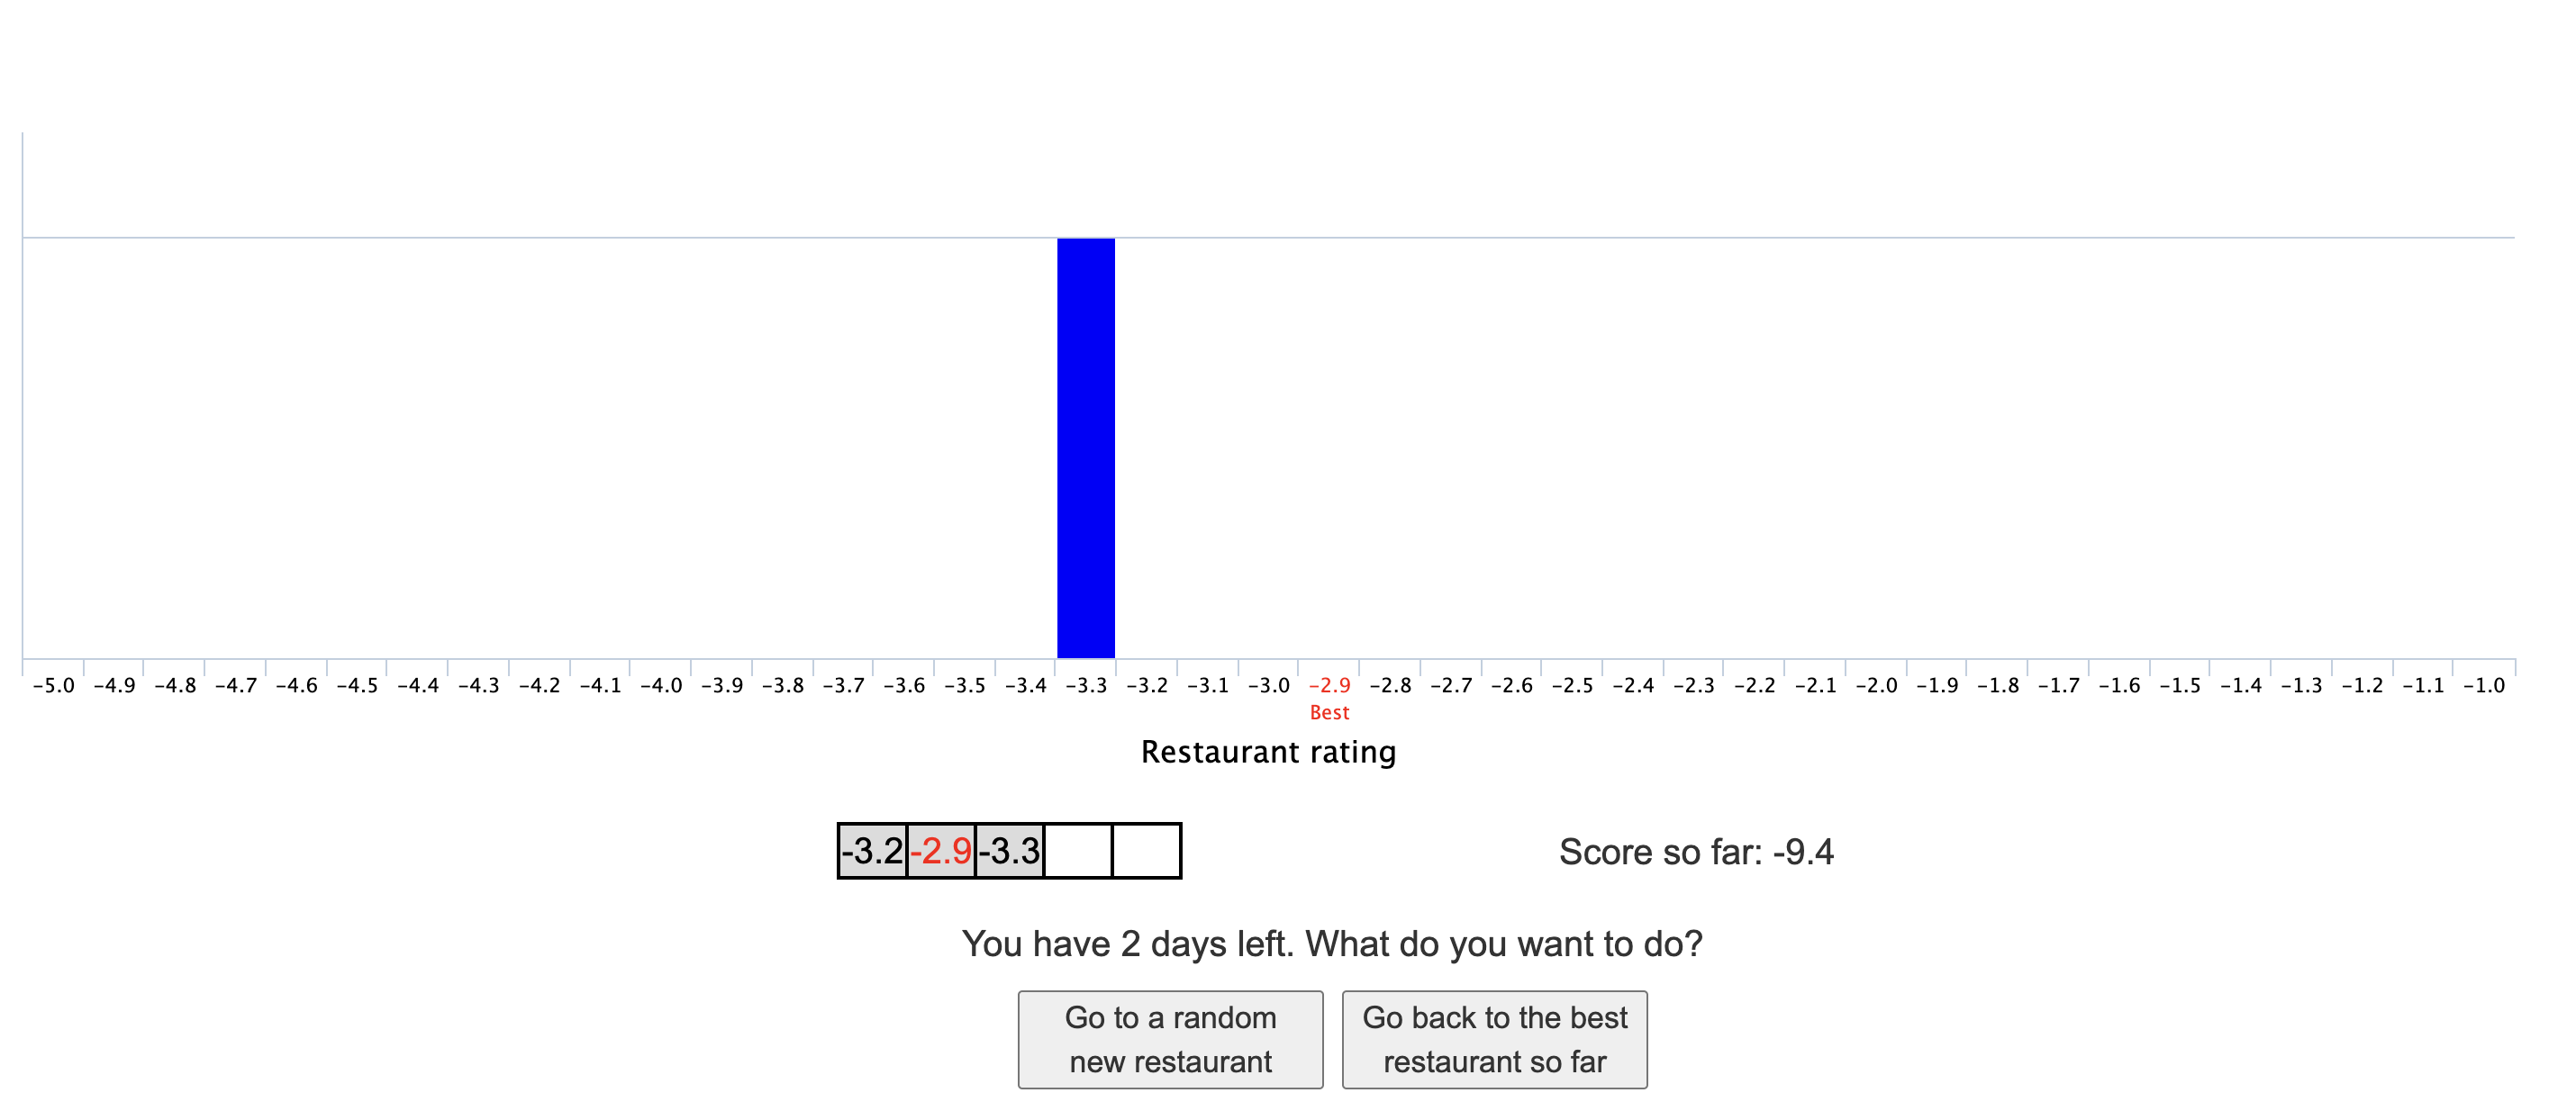 -5.0 -4.9 -4.8 -4.7 -4.6 -4.5 -4.4 -4.3 -4.2 -4.1 -4.0 -3.9 -3.8 -3.7 -3.6 -3.5 -3.4 -3.3 -3.2 -3.1 -3.0 -2.9 -2.8 -2.7 -2.6 -2.5 -2.4 -2.3 -2.2 -2.1 -2.0 -1.9 -1.8 -1.7 -1.6 -1.5 -1.4 -1.3 -1.2 -1.1 -1.0
Best
Restaurant rating
-3.2 -2.9 -3.3
Score so far: -9.4
You have 2 days left. What do you want to do?
Go to a random
new restaurant
Go back to the best
restaurant so far